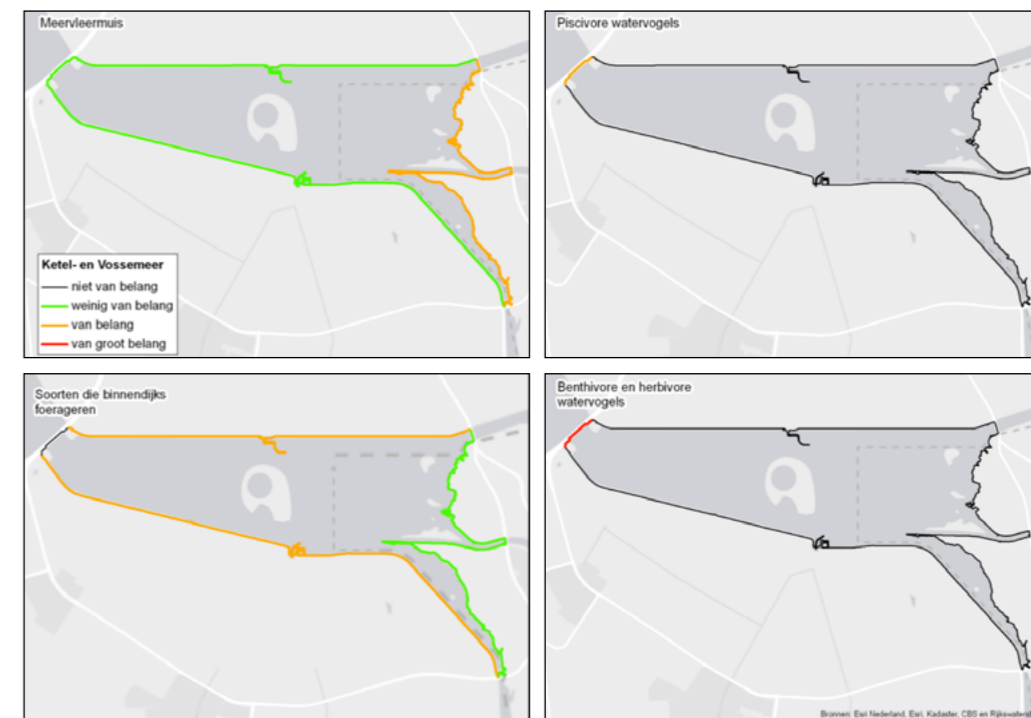 Meervleermuis
Piscivore watervogels
Ketel- en Vossemeer
niet van belang
weinig van belang
van belang
van groot belang
Soorten die binnendijks
foerageren
Benthivore en herbivore
watervogels
Bronnen: Esri Nederland, Esri, Kadaster, CBS en